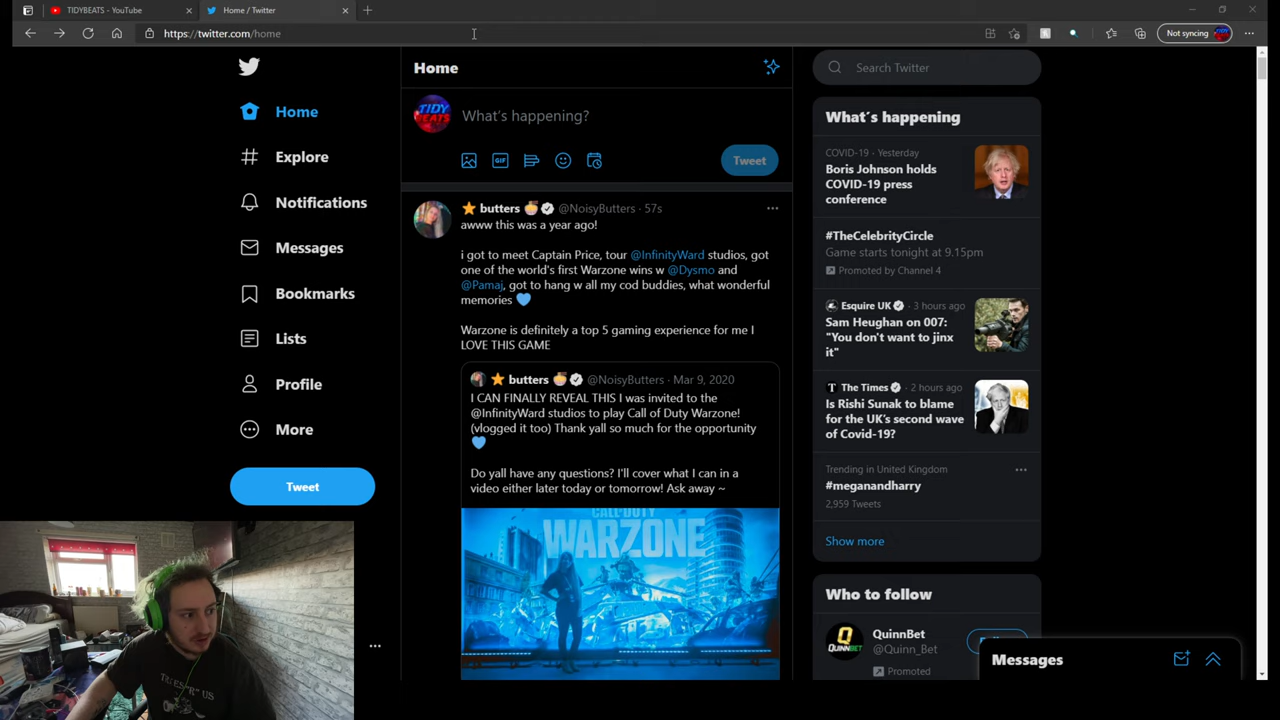 TIDYBEATS - YouTube
Home / Twitter
https://twitter.com/home
Not syncing
Home
Search Twitter
TIDY BEATS
What's happening?
GIF
Tweet
Home
Explore
Notifications
Messages
Bookmarks
Lists
Profile
More
Tweet
butters @NoisyButters · 57s
awww this was a year ago!
i got to meet Captain Price, tour @InfinityWard studios, got
one of the world's first Warzone wins w @Dysmo and
@Pamaj, got to hang w all my cod buddies, what wonderful
memories
Warzone is definitely a top 5 gaming experience for me I
LOVE THIS GAME
butters @NoisyButters · Mar 9, 2020
I CAN FINALLY REVEAL THIS I was invited to the
@InfinityWard studios to play Call of Duty Warzone!
(vlogged it too) Thank yall so much for the opportunity
Do yall have any questions? I'll cover what I can in a
video either later today or tomorrow! Ask away ~
CALL OF DUTY
WARZONE
What's happening
COVID-19 · Yesterday
Boris Johnson holds
COVID-19 press
conference
#TheCelebrityCircle
Game starts tonight at 9.15pm
Promoted by Channel 4
Esquire UK · 3 hours ago
Sam Heughan on 007:
"You don't want to jinx
it"
The Times · 2 hours ago
Is Rishi Sunak to blame
for the UK's second wave
of Covid-19?
Trending in United Kingdom
#meganandharry
2,959 Tweets
Show more
Who to follow
QUINNBET
QuinnBet
@Quinn_Bet
Promoted
Messages